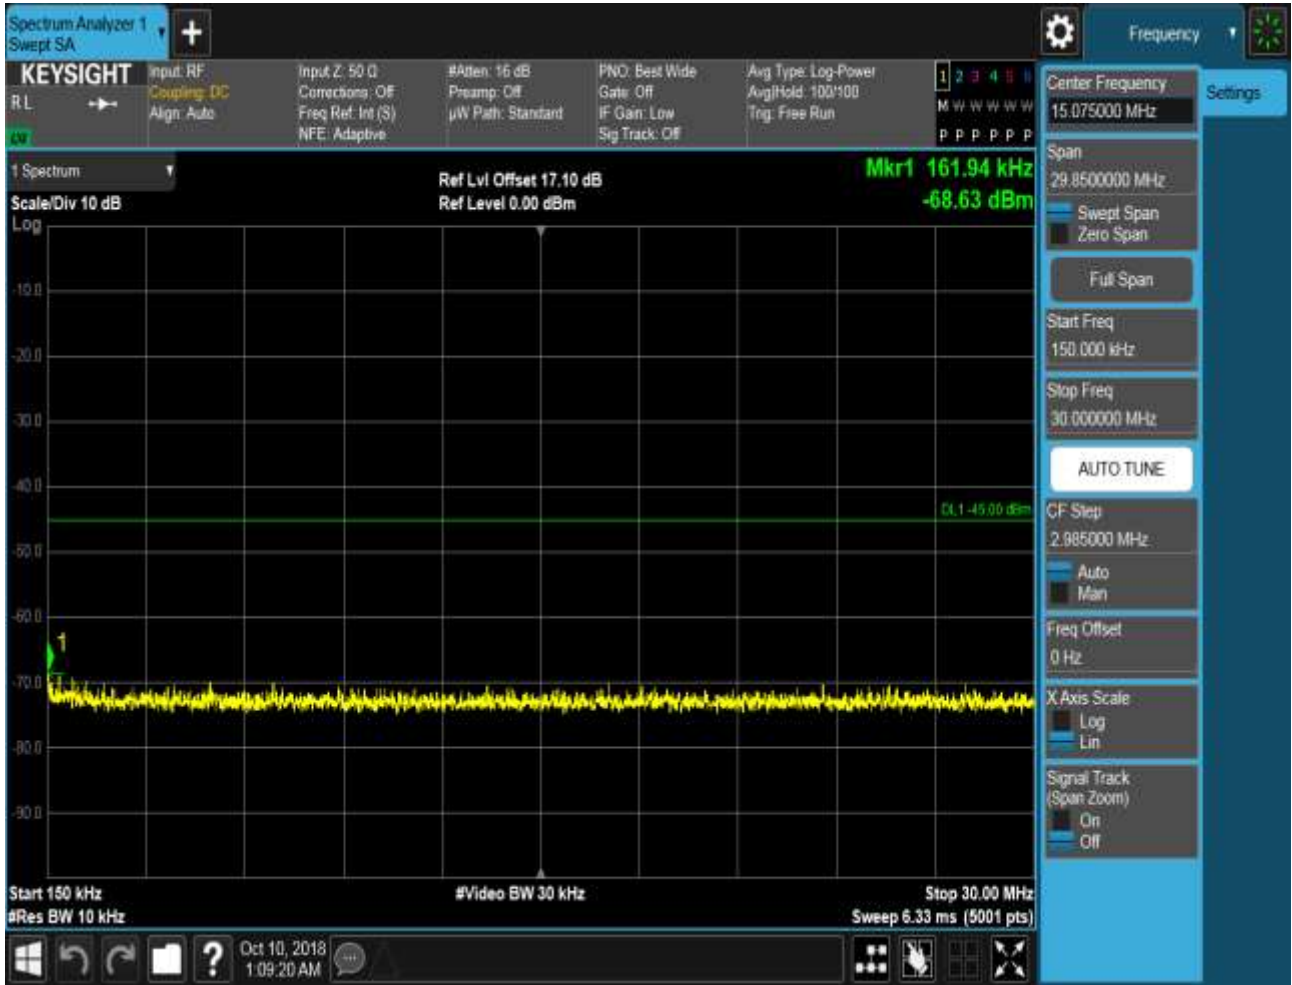 Spectrum Analyzer 1
Swept SA
+
Frequency
KEYSIGHT
R L
LXI
Input: RF
Coupling: DC
Align: Auto
Input Z: 50 Ω
Corrections: Off
Freq Ref: Int (S)
NFE: Adaptive
#Atten: 16 dB
Preamp: Off
µW Path: Standard
PNO: Best Wide
Gate: Off
IF Gain: Low
Sig Track: Off
Avg Type: Log-Power
Avg|Hold: 100/100
Trig: Free Run
1 2 3 4 5 6
M W W W W W
P P P P P P
1 Spectrum
Scale/Div 10 dB
Log
Ref Lvl Offset 17.10 dB
Ref Level 0.00 dBm
Mkr1 161.94 kHz
-68.63 dBm
-10.0
-20.0
-30.0
-40.0
DL1 -45.00 dBm
-50.0
-60.0
1
-70.0
-80.0
-90.0
Start 150 kHz
#Video BW 30 kHz
Stop 30.00 MHz
#Res BW 10 kHz
Sweep 6.33 ms (5001 pts)
Center Frequency
15.075000 MHz
Settings
Span
29.8500000 MHz
Swept Span
Zero Span
Full Span
Start Freq
150.000 kHz
Stop Freq
30.000000 MHz
AUTO TUNE
CF Step
2.985000 MHz
Auto
Man
Freq Offset
0 Hz
X Axis Scale
Log
Lin
Signal Track
(Span Zoom)
On
Off
?
Oct 10, 2018
1:09:20 AM